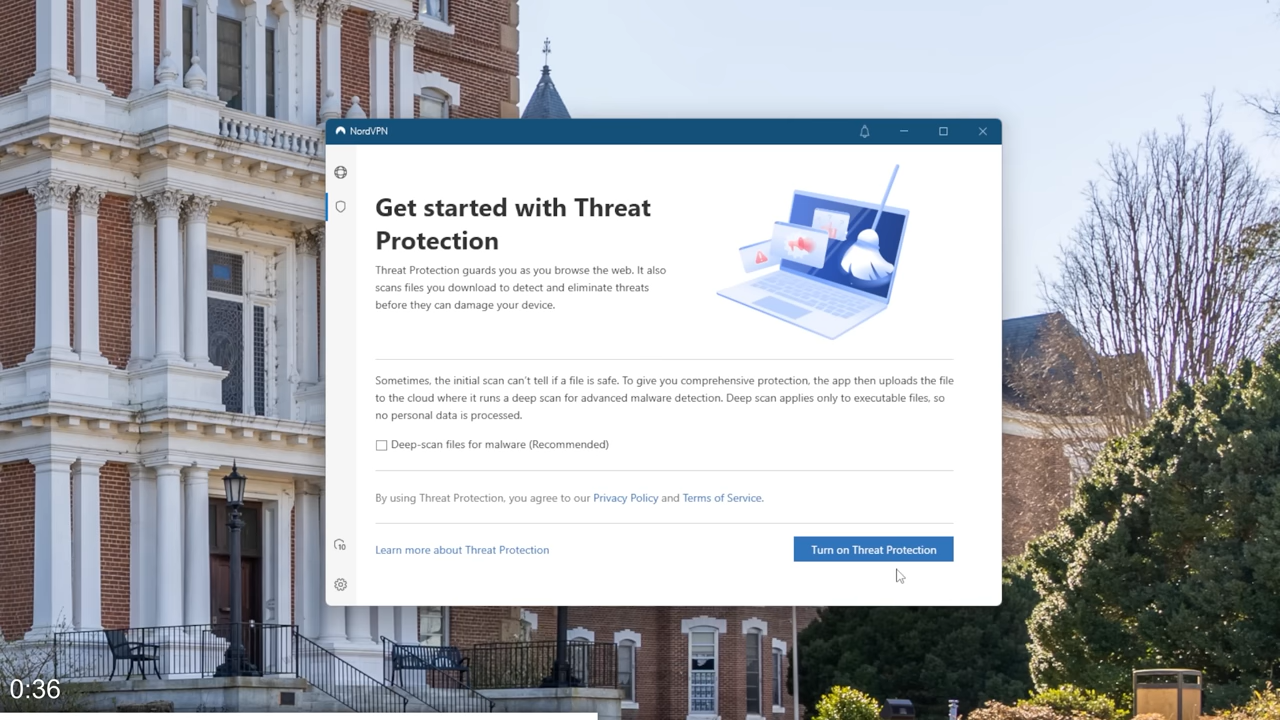 NordVPN
Get started with Threat
Protection
Threat Protection guards you as you browse the web. It also
scans files you download to detect and eliminate threats
before they can damage your device.
Sometimes, the initial scan can't tell if a file is safe. To give you comprehensive protection, the app then uploads the file
to the cloud where it runs a deep scan for advanced malware detection. Deep scan applies only to executable files, so
no personal data is processed.
Deep-scan files for malware (Recommended)
By using Threat Protection, you agree to our Privacy Policy and Terms of Service.
10
Learn more about Threat Protection
Turn on Threat Protection
0:36